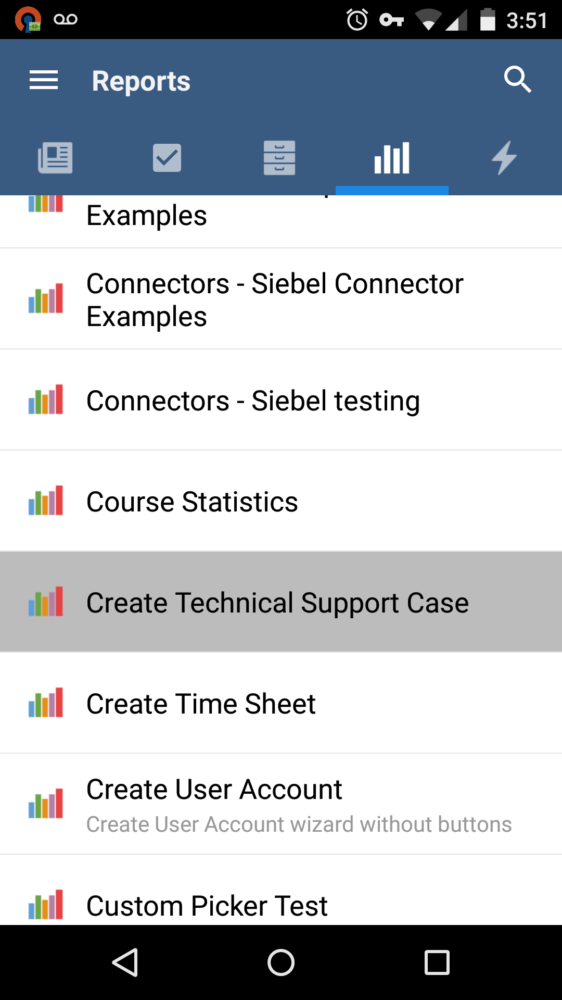 3:51
Reports
Examples
Connectors - Siebel Connector
Examples
Connectors - Siebel testing
Course Statistics
Create Technical Support Case
Create Time Sheet
Create User Account
Create User Account wizard without buttons
Custom Picker Test